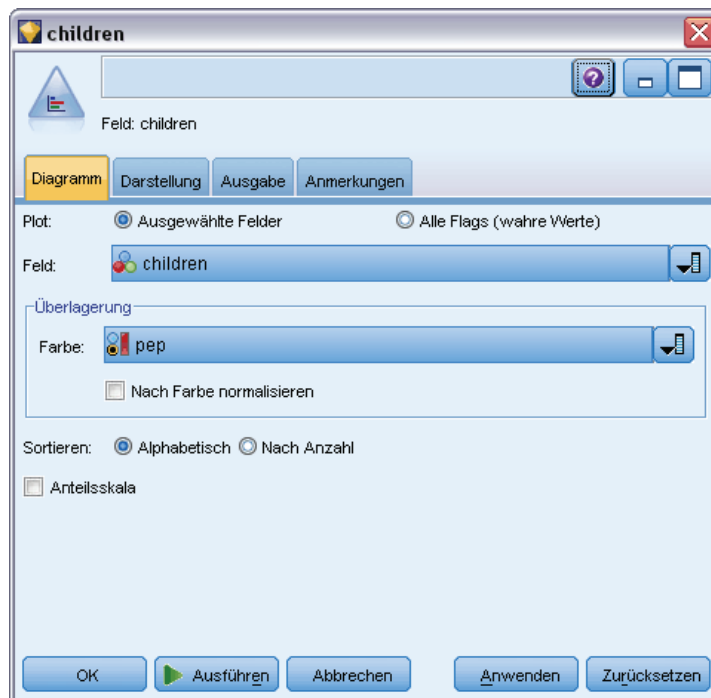 children
Feld: children
Diagramm Darstellung Ausgabe Anmerkungen
Plot: Ausgewählte Felder Alle Flags (wahre Werte)
Feld: children
Überlagerung
Farbe: pep
Nach Farbe normalisieren
Sortieren: Alphabetisch Nach Anzahl
Anteilsskala
OK Ausführen Abbrechen Anwenden Zurücksetzen